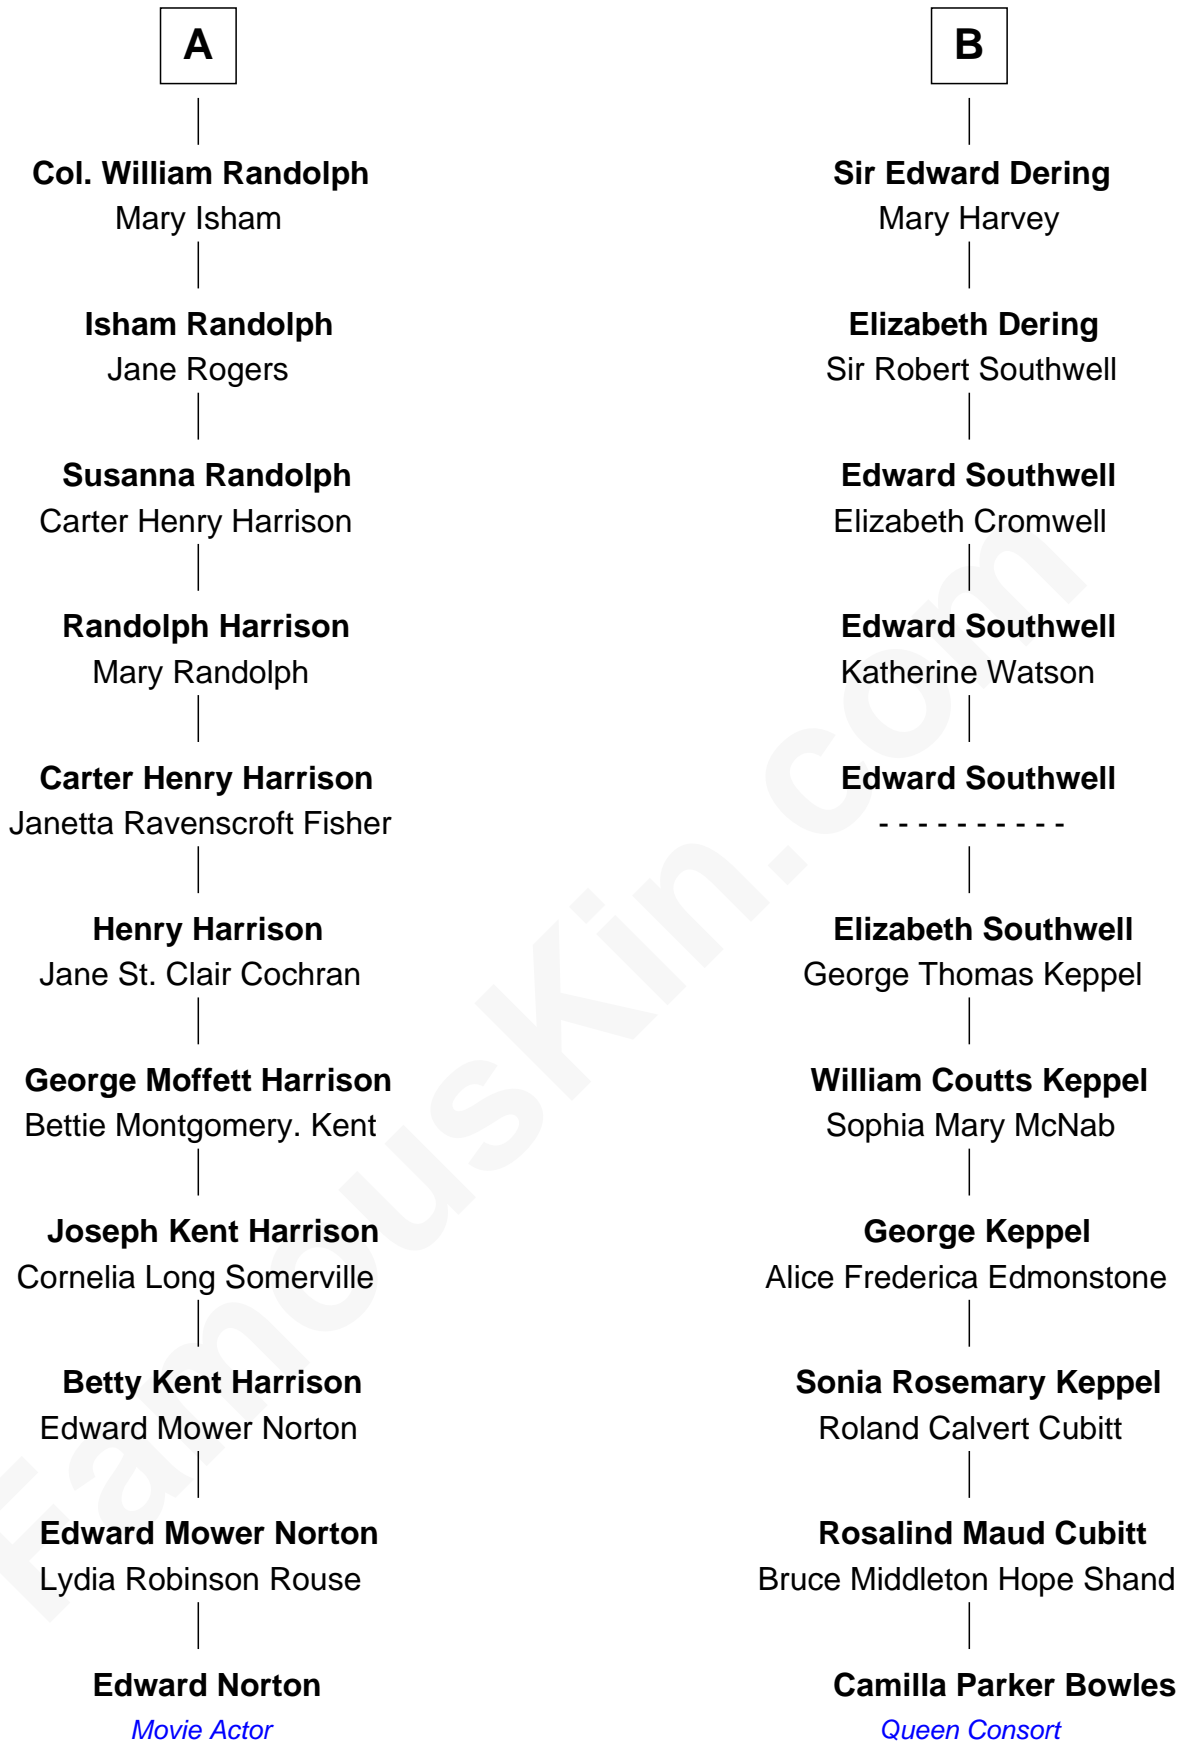 A
Col. William Randolph
Mary Isham
Isham Randolph
Jane Rogers
Susanna Randolph
Carter Henry Harrison
Randolph Harrison
Mary Randolph
Carter Henry Harrison
Janetta Ravenscroft Fisher
Henry Harrison
Jane St. Clair Cochran
George Moffett Harrison
Bettie Montgomery. Kent
Joseph Kent Harrison
Cornelia Long Somerville
Betty Kent Harrison
Edward Mower Norton
Edward Mower Norton
Lydia Robinson Rouse
Edward Norton
Movie Actor
B
Sir Edward Dering
Mary Harvey
Elizabeth Dering
Sir Robert Southwell
Edward Southwell
Elizabeth Cromwell
Edward Southwell
Katherine Watson
Edward Southwell
- - - - - - - - - -
Elizabeth Southwell
George Thomas Keppel
William Coutts Keppel
Sophia Mary McNab
George Keppel
Alice Frederica Edmonstone
Sonia Rosemary Keppel
Roland Calvert Cubitt
Rosalind Maud Cubitt
Bruce Middleton Hope Shand
Camilla Parker Bowles
Queen Consort
FamousKin.com